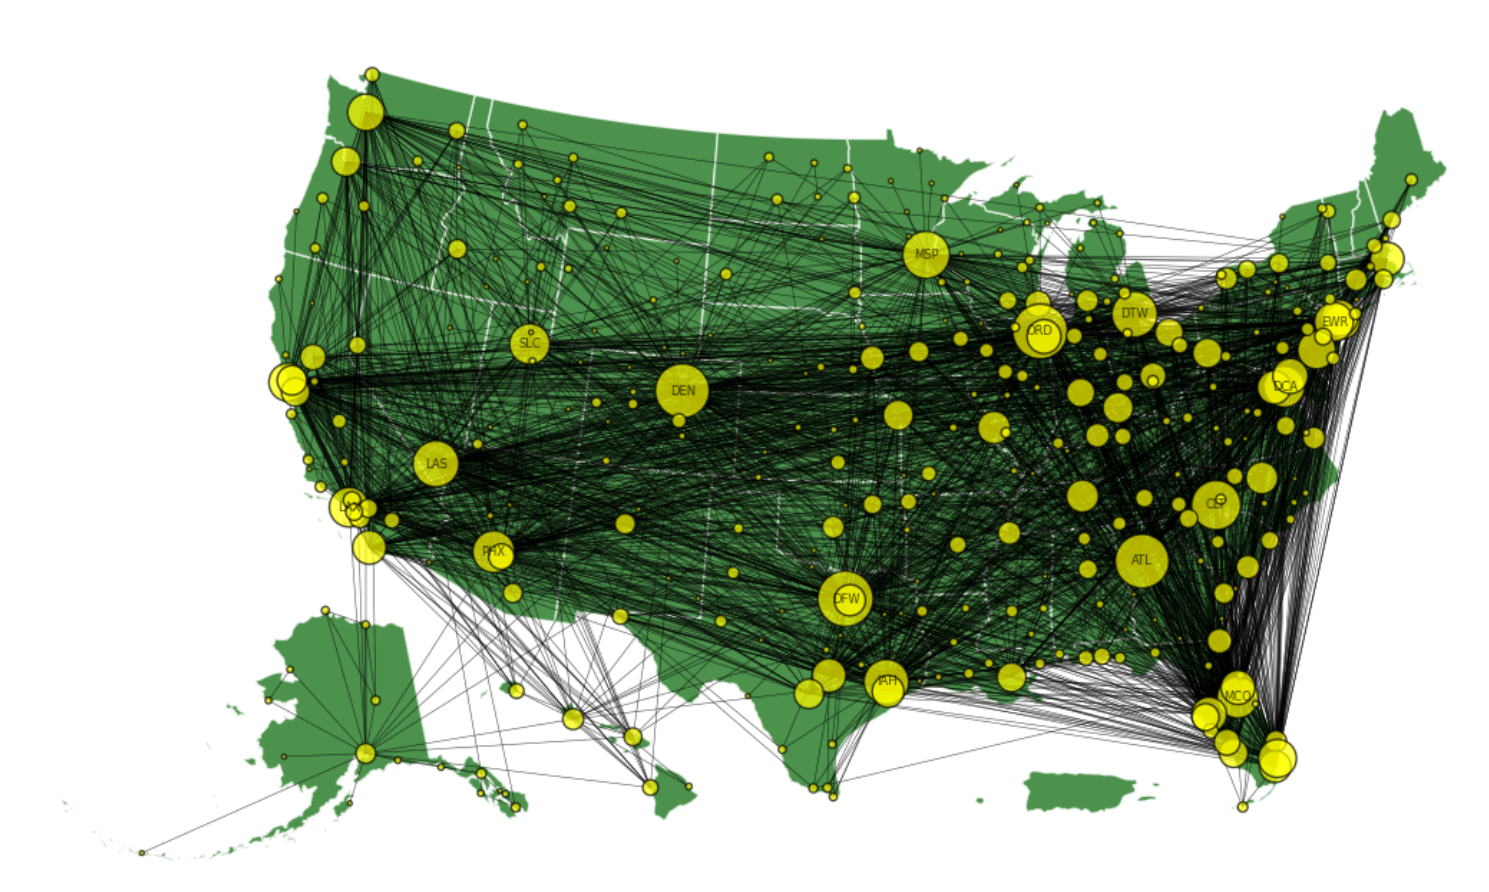 MSP
ORD
DTW
EWR
SLC
DEN
DCA
LAS
LAX
CLT
PHX
ATL
DFW
IAH
MCO